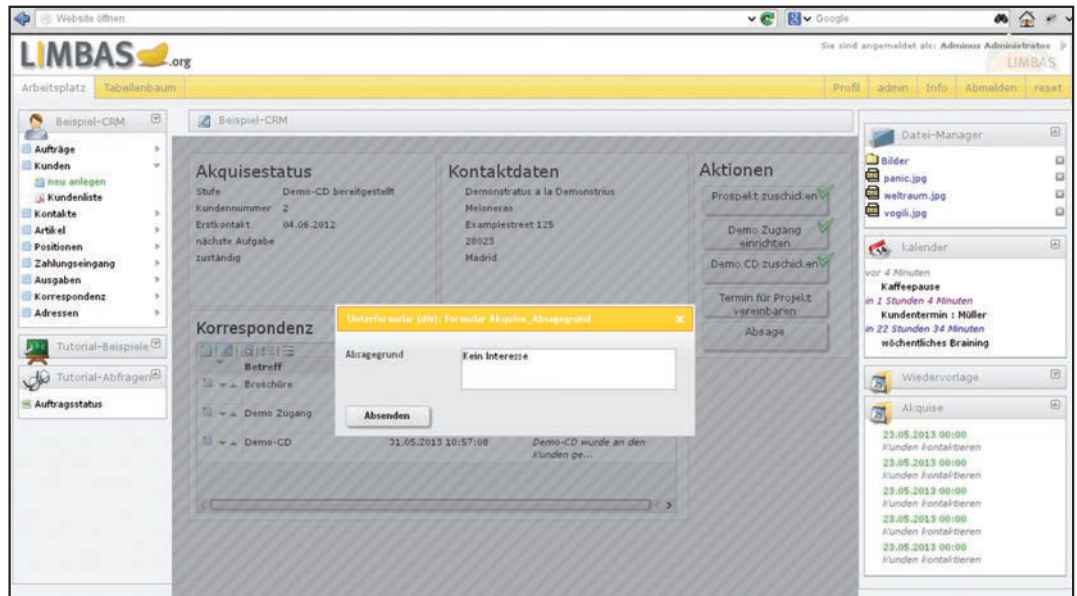 Website öffnen
Google
LIMBAS.org
Sie sind angemeldet als: Adminus Administratos
LIMBAS
Arbeitsplatz Tabellenbaum
Profil admin Info Abmelden reset
Beispiel-CRM
Aufträge
Kunden
neu anlegen
Kundenliste
Kontakte
Artikel
Positionen
Zahlungseingang
Ausgaben
Korrespondenz
Adressen
Tutorial-Beispiele
Tutorial-Abfragen
Auftragsstatus
Beispiel-CRM
Akquisestatus
Stufe Demo-CD bereitgestellt
Kundennummer 2
Erstkontakt 04.06.2012
nächste Aufgabe
zuständig
Kontaktdaten
Demonstratus a la Demonstrius
Meloneras
Examplestreet 125
28023
Madrid
Aktionen
Prospekt zuschicken
Demo Zugang einrichten
Demo CD zuschicken
Termin für Projekt vereinbaren
Absage
Korrespondenz
Betreff
Broschüre
Demo Zugang
Demo-CD 31.05.2013 10:57:08 Demo-CD wurde an den Kunden ge...
Unterformular (div): Formular Akquise_Absagegrund
Absagegrund Kein Interesse
Absenden
Datei-Manager
Bilder
panic.jpg
weltraum.jpg
vogili.jpg
kalender
vor 4 Minuten
Kaffeepause
in 1 Stunden 4 Minuten
Kundentermin : Müller
in 22 Stunden 34 Minuten
wöchentliches Braining
Wiedervorlage
Akquise
23.05.2013 00:00
Kunden kontaktieren
23.05.2013 00:00
Kunden kontaktieren
23.05.2013 00:00
Kunden kontaktieren
23.05.2013 00:00
Kunden kontaktieren
23.05.2013 00:00
Kunden kontaktieren